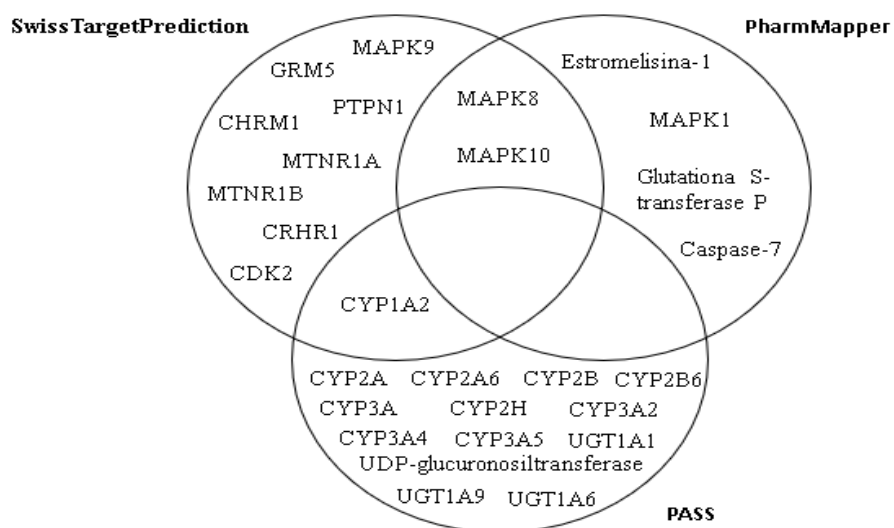 SwissTargetPrediction
PharmMapper
MAPK9
GRM5
PTPN1
CHRM1
MTNR1A
MTNR1B
CRHR1
CDK2
MAPK8
MAPK10
Estromelisina-1
MAPK1
Glutationa S-
transferase P
Caspase-7
CYP1A2
CYP2A CYP2A6 CYP2B CYP2B6
CYP3A CYP2H CYP3A2
CYP3A4 CYP3A5 UGT1A1
UDP-glucuronosiltransferase
UGT1A9 UGT1A6
PASS